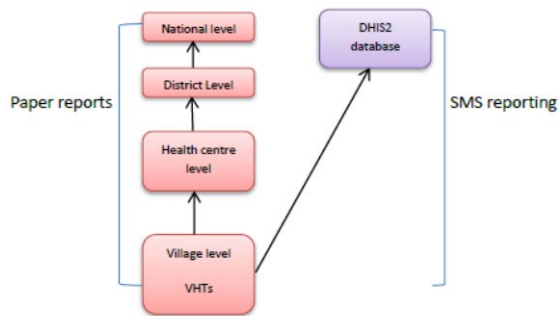 National level
DHIS2
database
District Level
Paper reports
SMS reporting
Health centre
level
Village level
VHTs